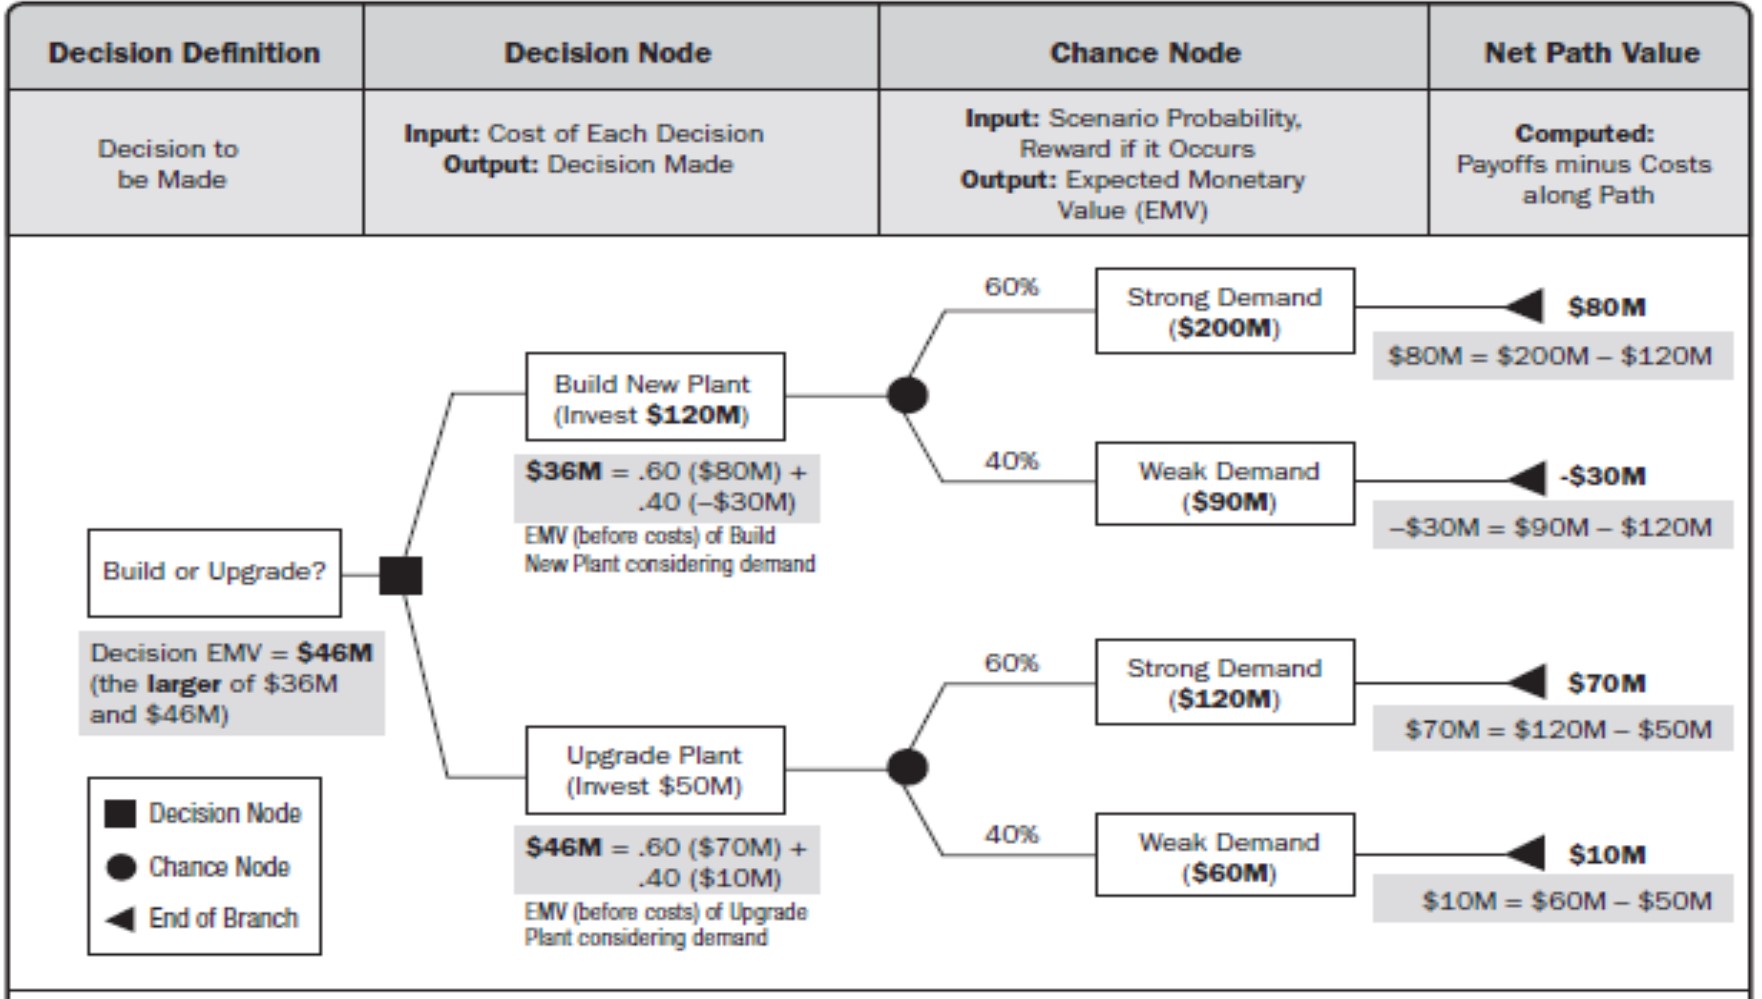 Decision Definition
Decision Node
Chance Node
Net Path Value
Decision to
be Made
Input: Cost of Each Decision
Output: Decision Made
Input: Scenario Probability,
Reward if it Occurs
Output: Expected Monetary
Value (EMV)
Computed:
Payoffs minus Costs
along Path
Build or Upgrade?
Decision EMV = $46M
(the larger of $36M
and $46M)
Build New Plant
(Invest $120M)
$36M = .60 ($80M) +
.40 (–$30M)
EMV (before costs) of Build
New Plant considering demand
60%
Strong Demand
($200M)
$80M
$80M = $200M – $120M
40%
Weak Demand
($90M)
-$30M
–$30M = $90M – $120M
Upgrade Plant
(Invest $50M)
$46M = .60 ($70M) +
.40 ($10M)
EMV (before costs) of Upgrade
Plant considering demand
60%
Strong Demand
($120M)
$70M
$70M = $120M – $50M
40%
Weak Demand
($60M)
$10M
$10M = $60M – $50M
Decision Node
Chance Node
End of Branch